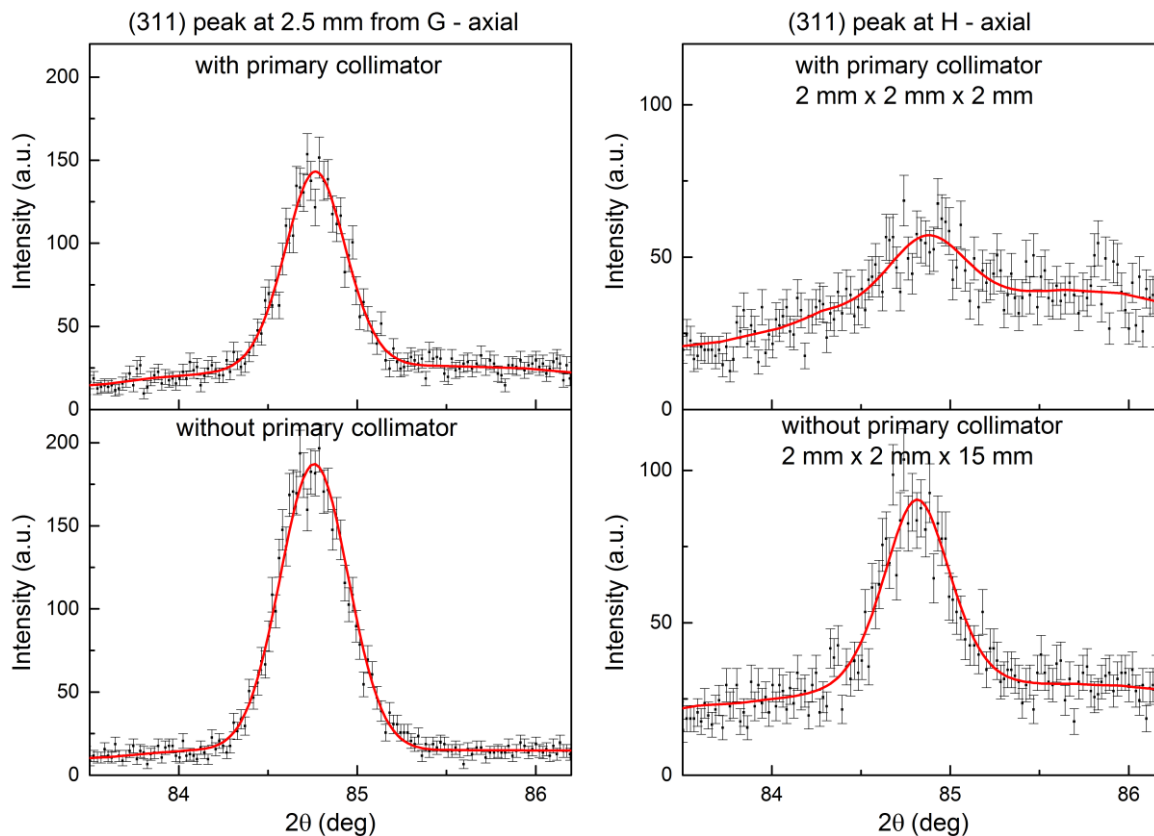 (311) peak at 2.5 mm from G - axial
with primary collimator
200
150
100
50
0
Intensity (a.u.)
without primary collimator
200
150
100
50
0
Intensity (a.u.)
84
85
86
2θ (deg)
(311) peak at H - axial
with primary collimator
2 mm x 2 mm x 2 mm
100
50
0
Intensity (a.u.)
without primary collimator
2 mm x 2 mm x 15 mm
100
50
0
Intensity (a.u.)
84
85
86
2θ (deg)